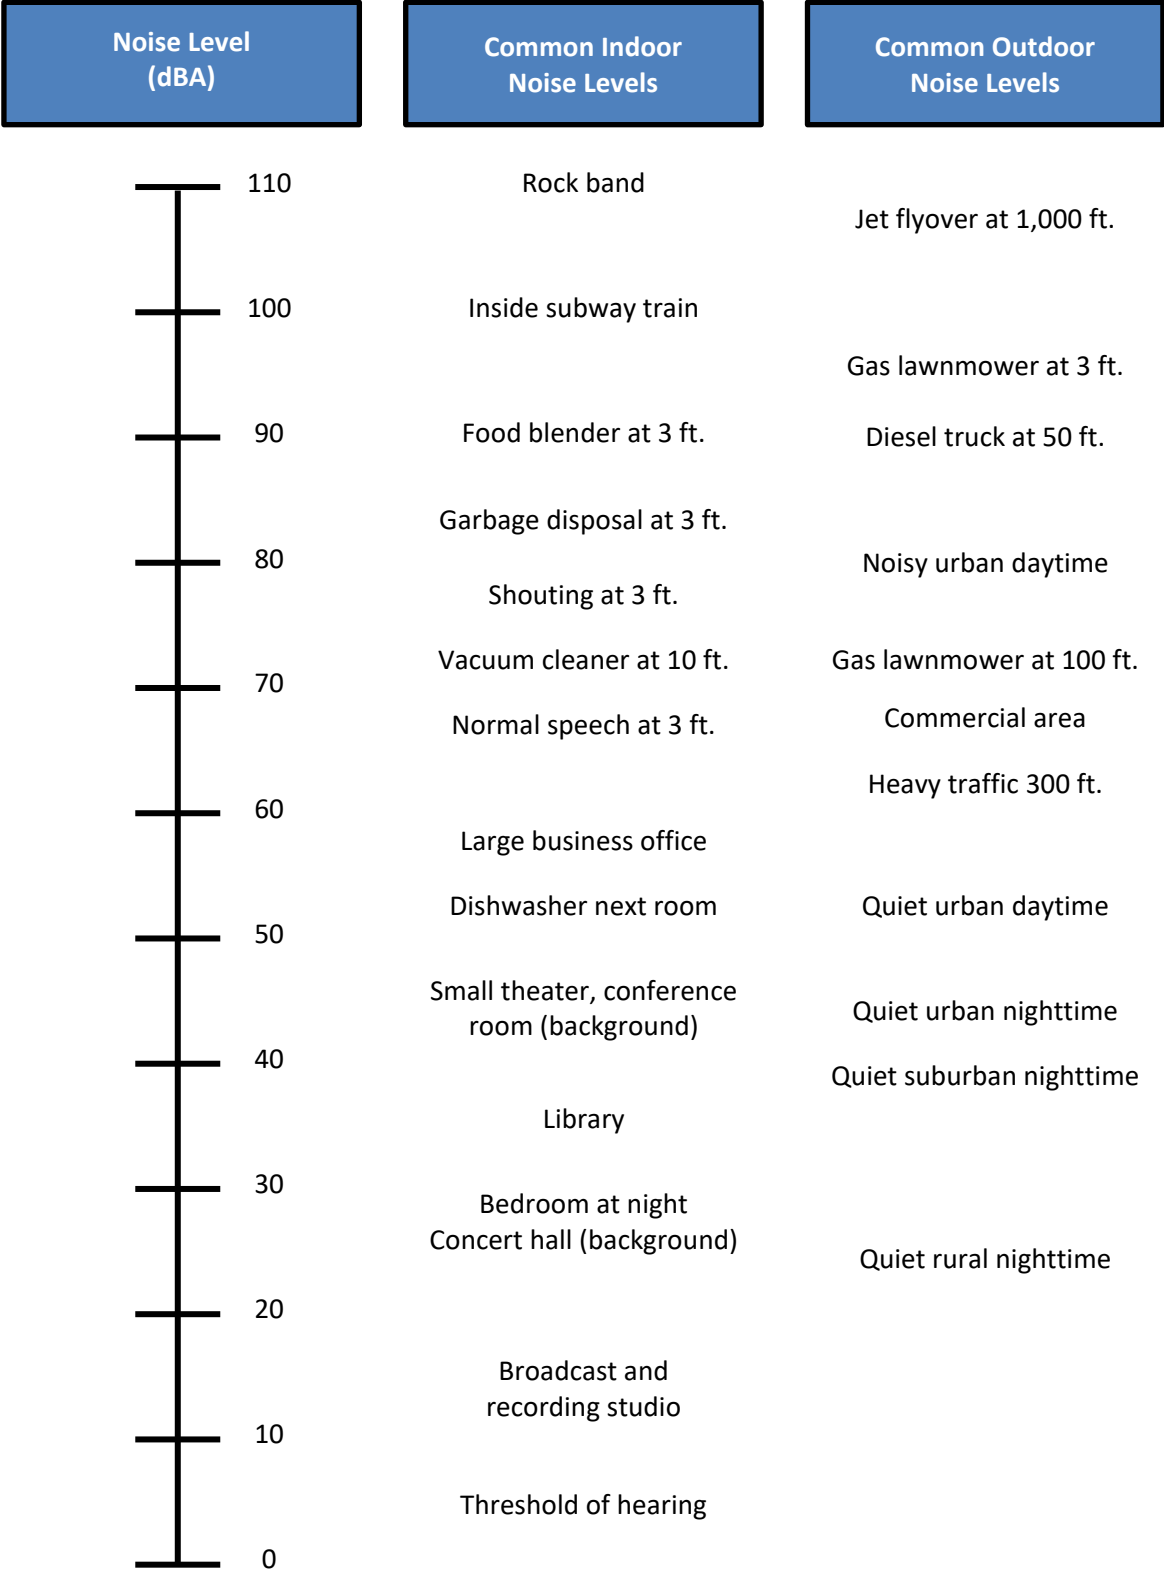 Noise Level
(dBA)
Common Indoor
Noise Levels
Common Outdoor
Noise Levels
110
Rock band
Jet flyover at 1,000 ft.
100
Inside subway train
Gas lawnmower at 3 ft.
90
Food blender at 3 ft.
Diesel truck at 50 ft.
Garbage disposal at 3 ft.
80
Noisy urban daytime
Shouting at 3 ft.
Vacuum cleaner at 10 ft.
Gas lawnmower at 100 ft.
70
Normal speech at 3 ft.
Commercial area
Heavy traffic 300 ft.
60
Large business office
Dishwasher next room
Quiet urban daytime
50
Small theater, conference
room (background)
Quiet urban nighttime
40
Quiet suburban nighttime
Library
30
Bedroom at night
Concert hall (background)
Quiet rural nighttime
20
Broadcast and
recording studio
10
Threshold of hearing
0